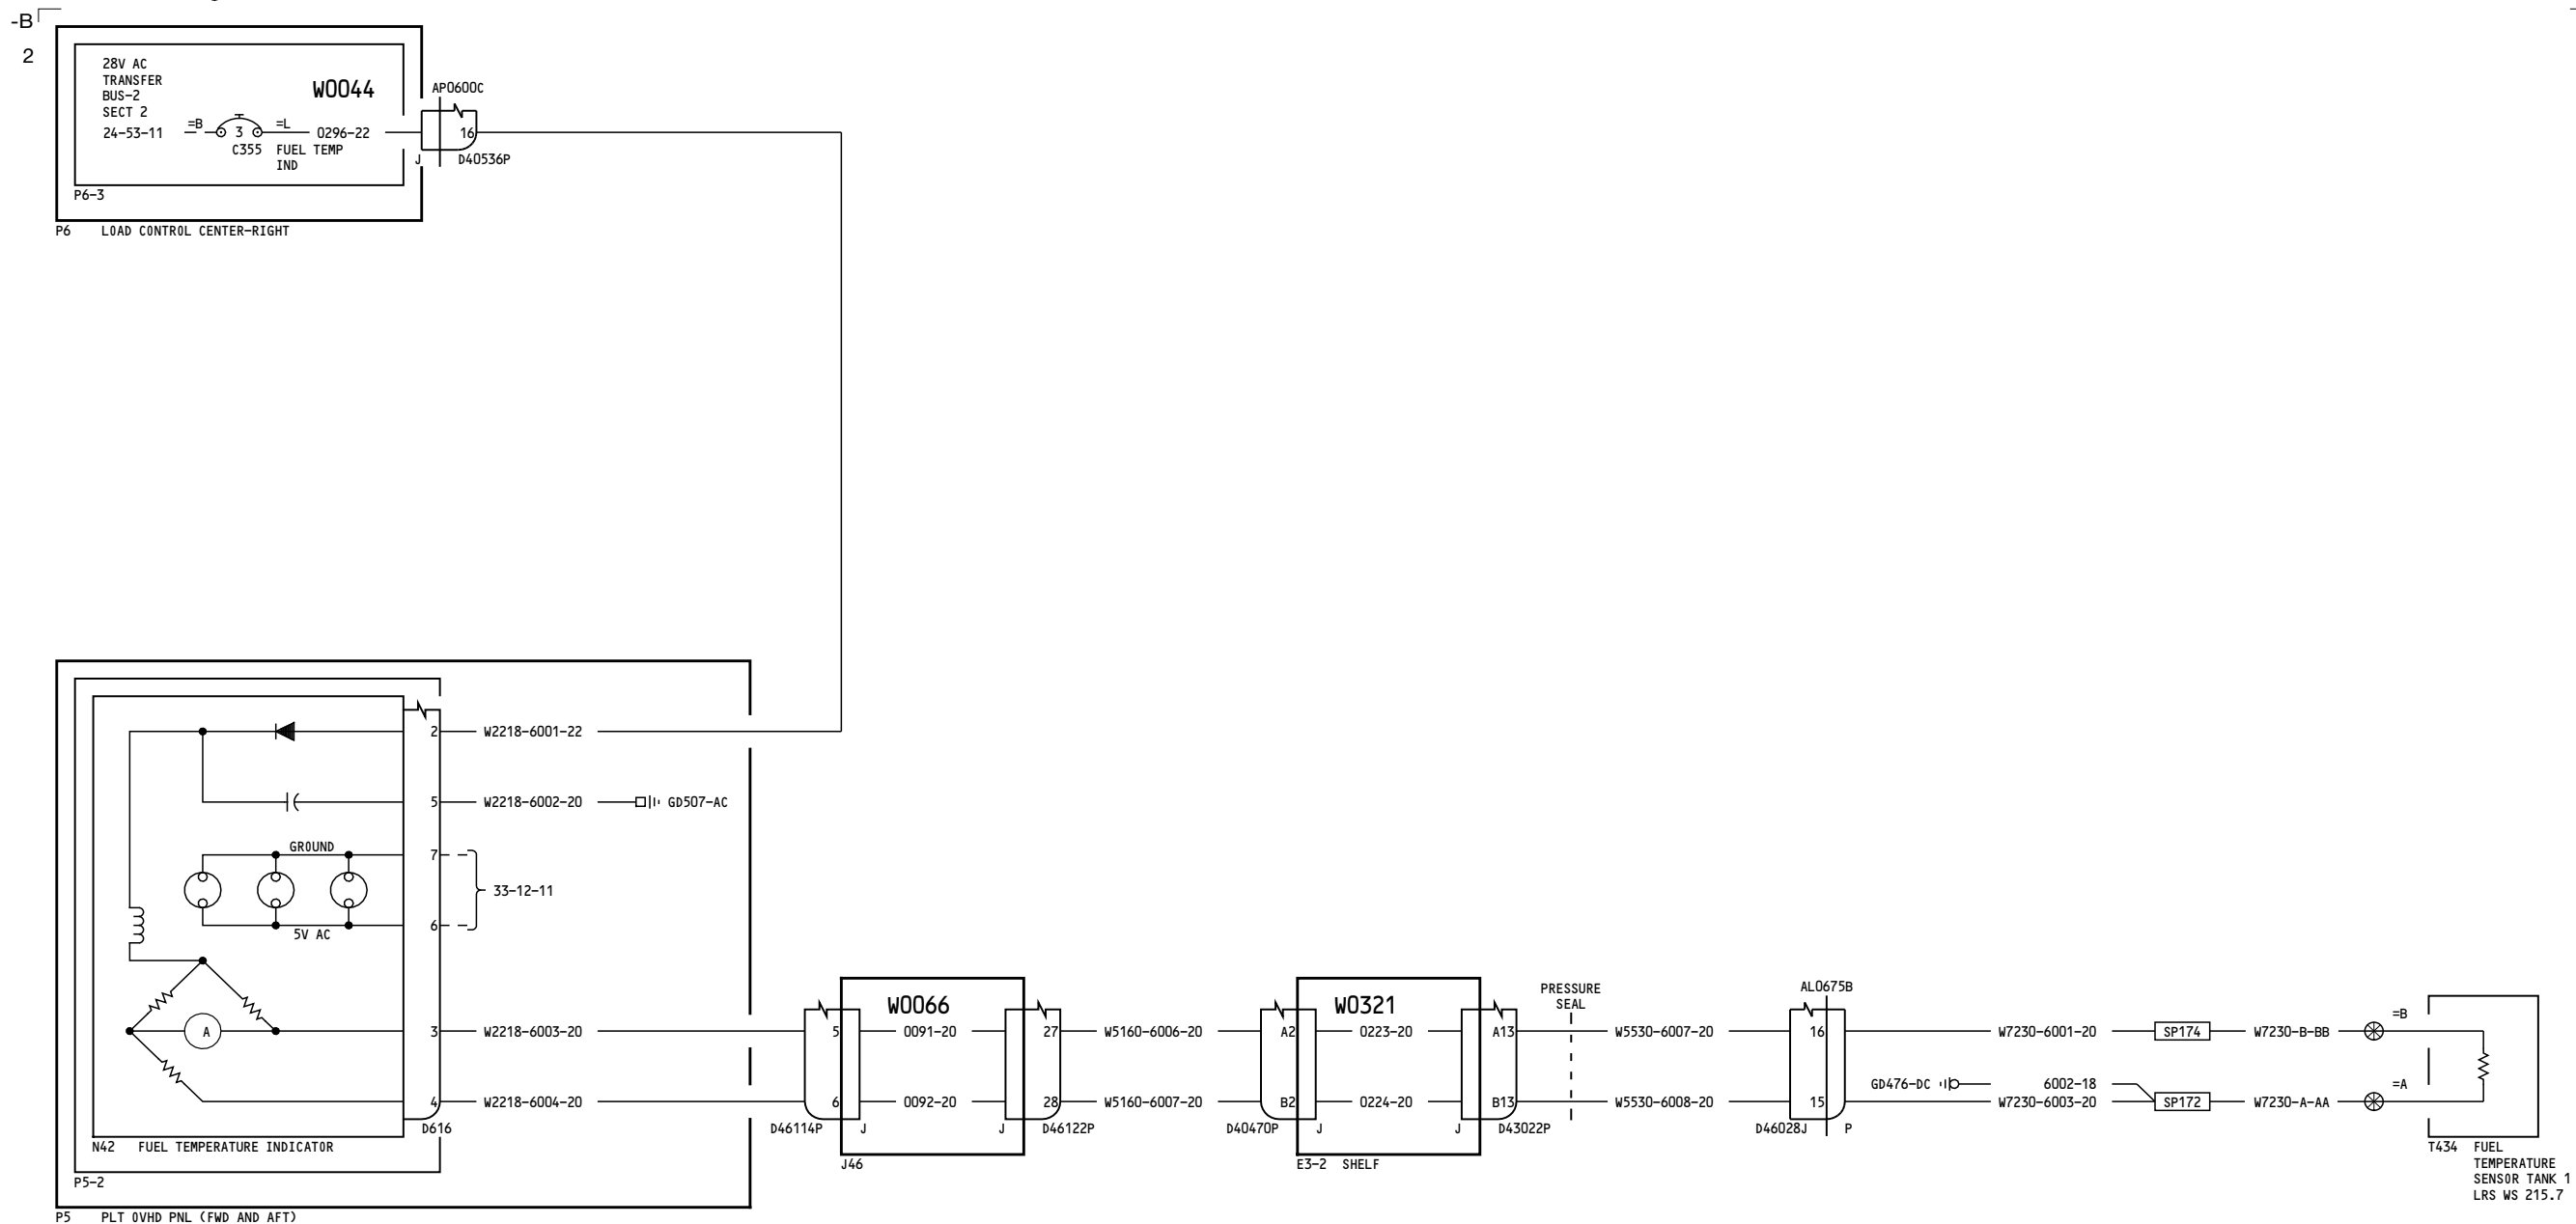 -B
2
28V AC
TRANSFER
BUS-2
SECT 2
24-53-11
=B
3
=L
0296-22
C355
FUEL TEMP
IND
W0044
P6-3
P6 LOAD CONTROL CENTER-RIGHT
AP0600C
16
J
D40536P
2
W2218-6001-22
5
W2218-6002-20
GD507-AC
GROUND
7
33-12-11
6
5V AC
A
3
W2218-6003-20
4
W2218-6004-20
D616
N42 FUEL TEMPERATURE INDICATOR
P5-2
P5 PLT OVHD PNL (FWD AND AFT)
W0066
5
0091-20
27
W5160-6006-20
6
0092-20
28
W5160-6007-20
D46114P
J
J
D46122P
J46
W0321
A2
0223-20
A13
W5530-6007-20
B2
0224-20
B13
W5530-6008-20
D40470P
J
J
D43022P
E3-2 SHELF
PRESSURE
SEAL
AL0675B
16
W7230-6001-20
SP174
W7230-B-BB
=B
GD476-DC
6002-18
=A
15
W7230-6003-20
SP172
W7230-A-AA
D46028J
P
T434 FUEL
TEMPERATURE
SENSOR TANK 1
LRS WS 215.7